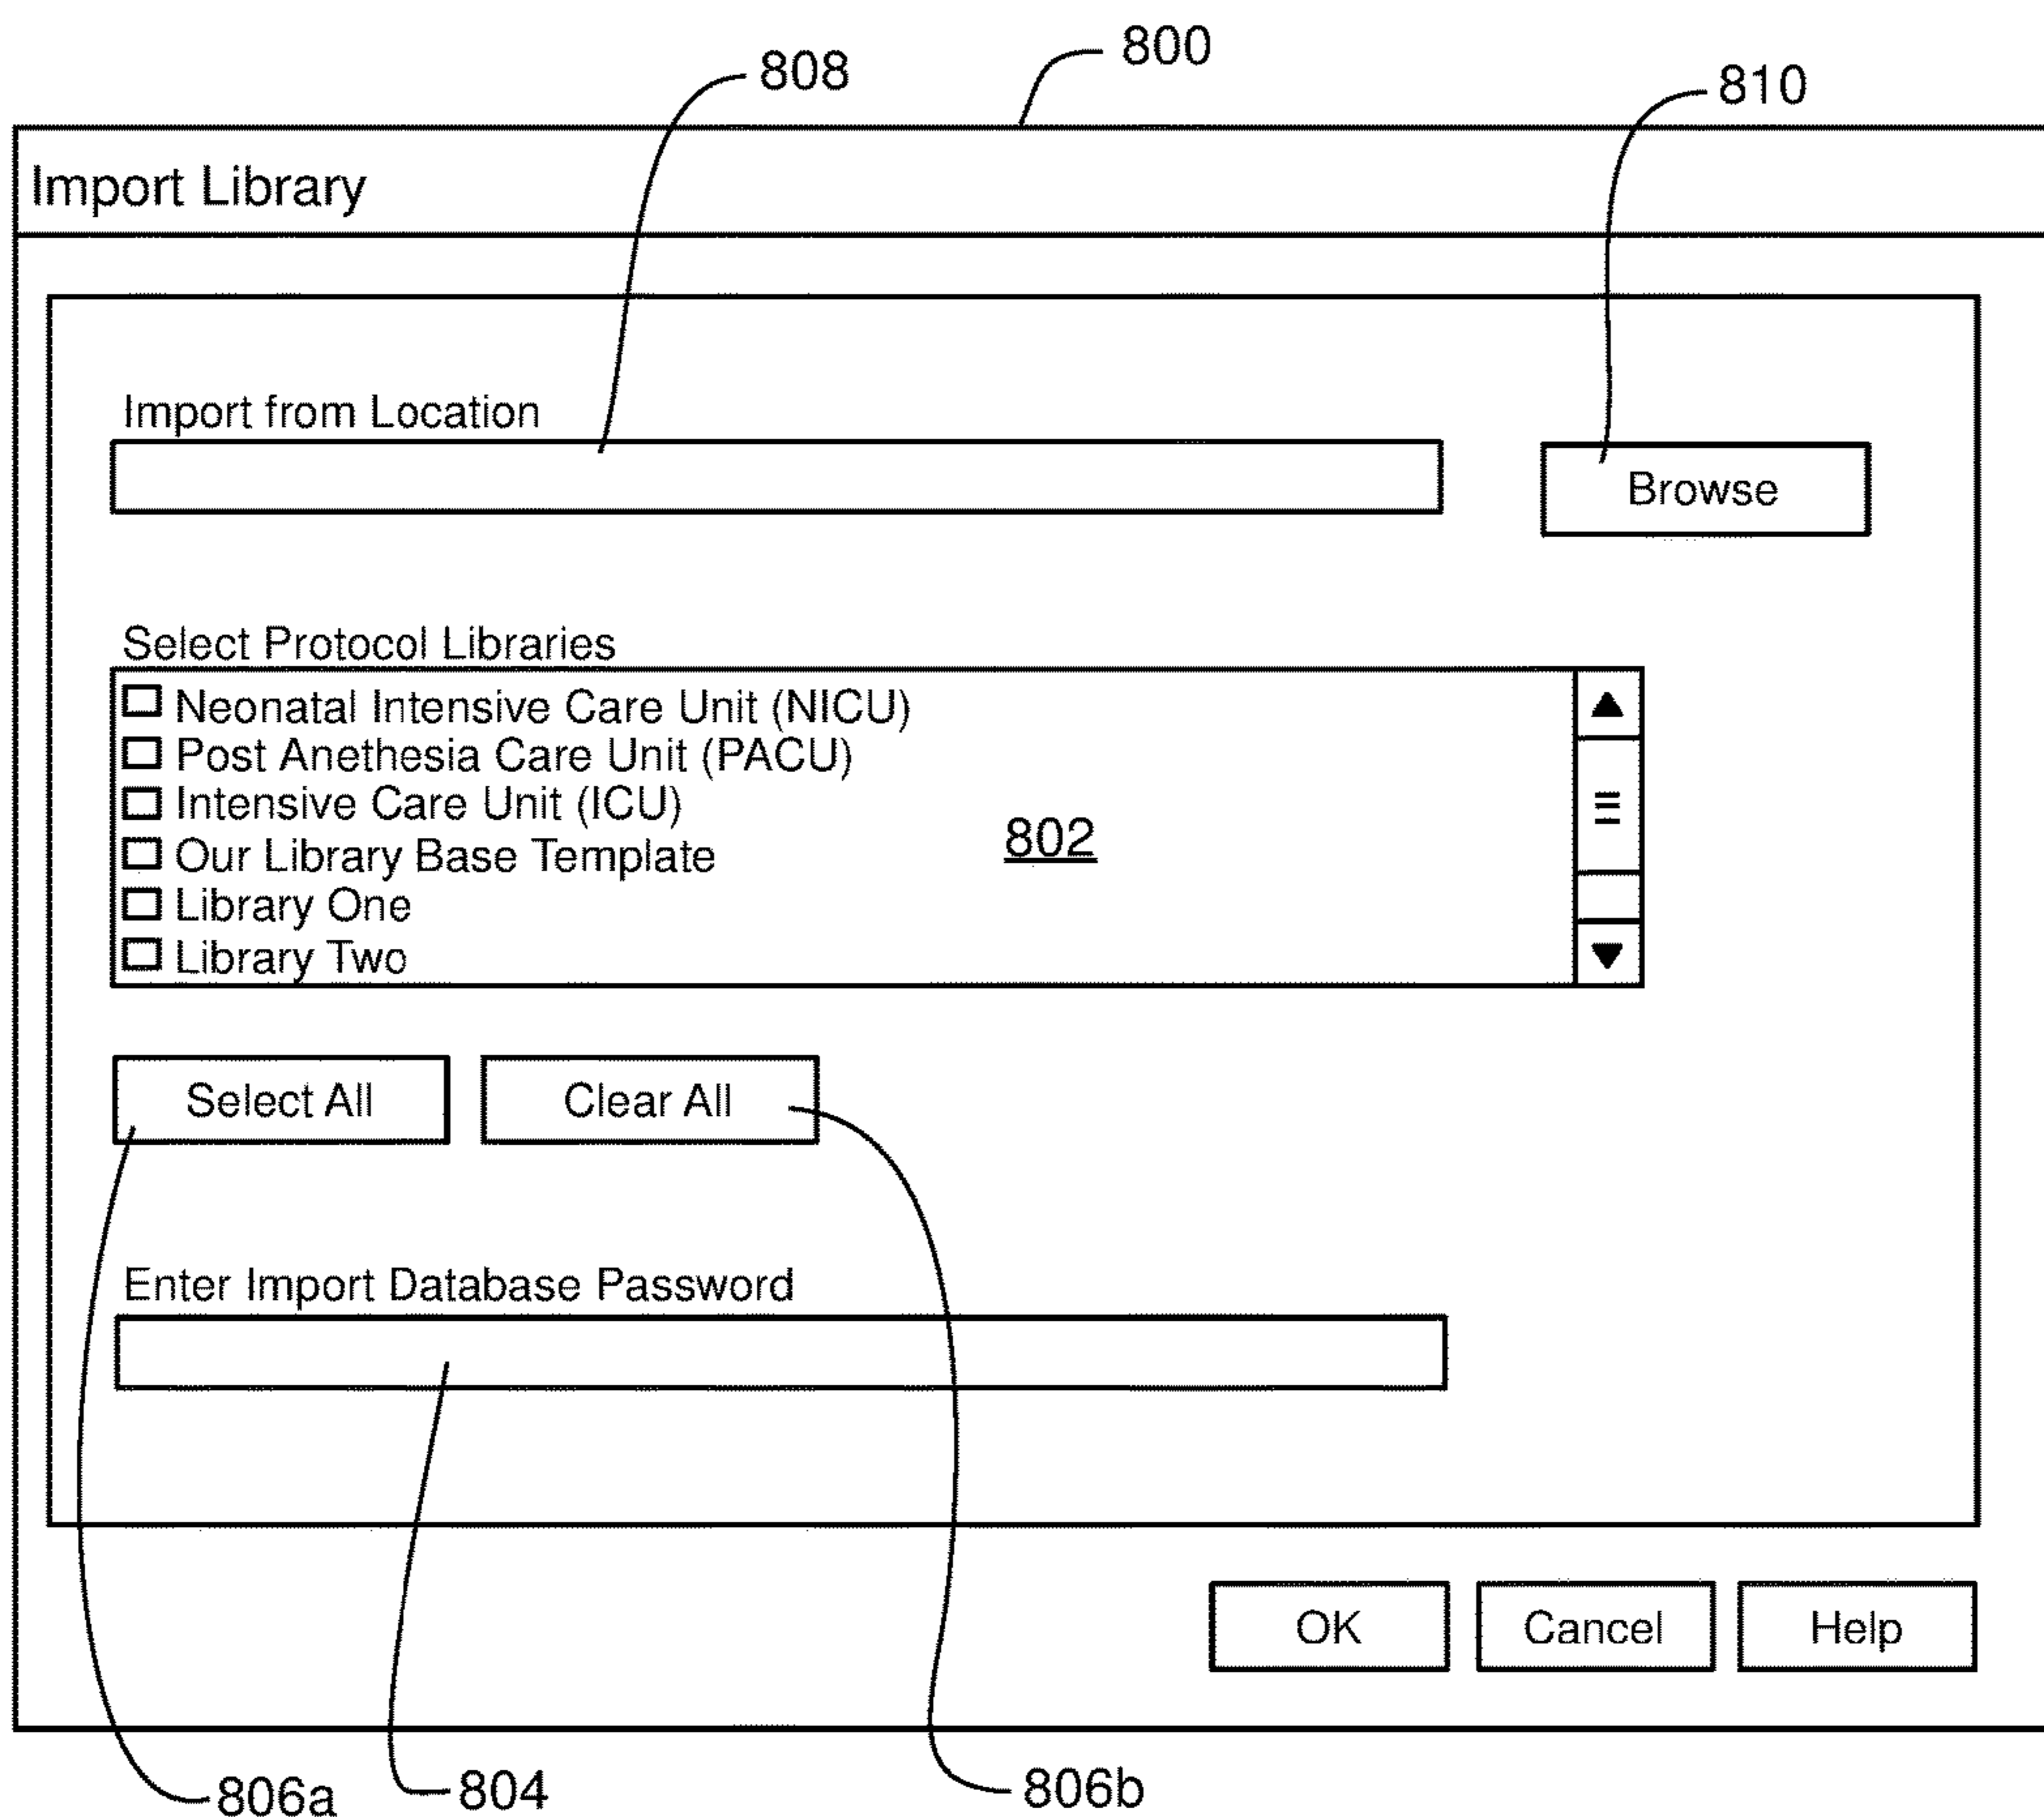 800
808
810
Import Library
Import from Location
Browse
Select Protocol Libraries
Neonatal Intensive Care Unit (NICU)
Post Anethesia Care Unit (PACU)
Intensive Care Unit (ICU)
802
Our Library Base Template
Library One
Library Two
Select All
Clear All
Enter Import Database Password
OK
Cancel
Help
806a
804
806b